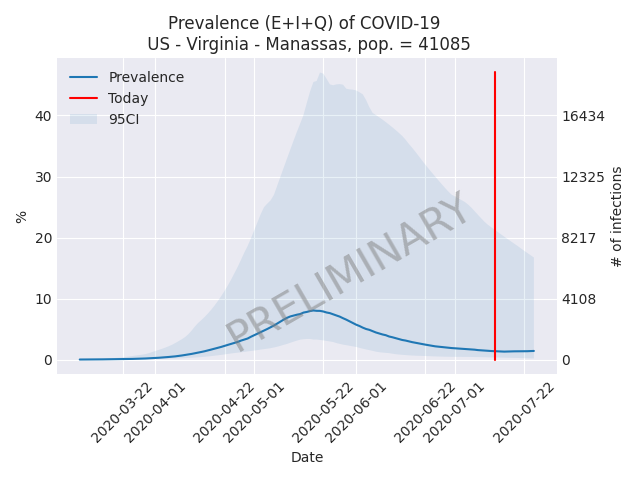 Prevalence (E+I+Q) of COVID-19
US - Virginia - Manassas, pop. = 41085
Prevalence
Today
95CI
40
30
20
10
0
%
16434
12325
8217
4108
0
# of infections
PRELIMINARY
2020-03-22
2020-04-01
2020-04-22
2020-05-01
2020-05-22
2020-06-01
2020-06-22
2020-07-01
2020-07-22
Date